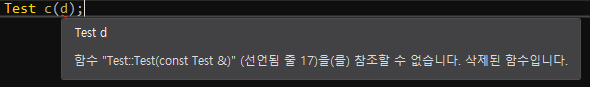 Test c(d);
Test d
함수 "Test::Test(const Test &)" (선언됨 줄 17)을(를) 참조할 수 없습니다. 삭제된 함수입니다.